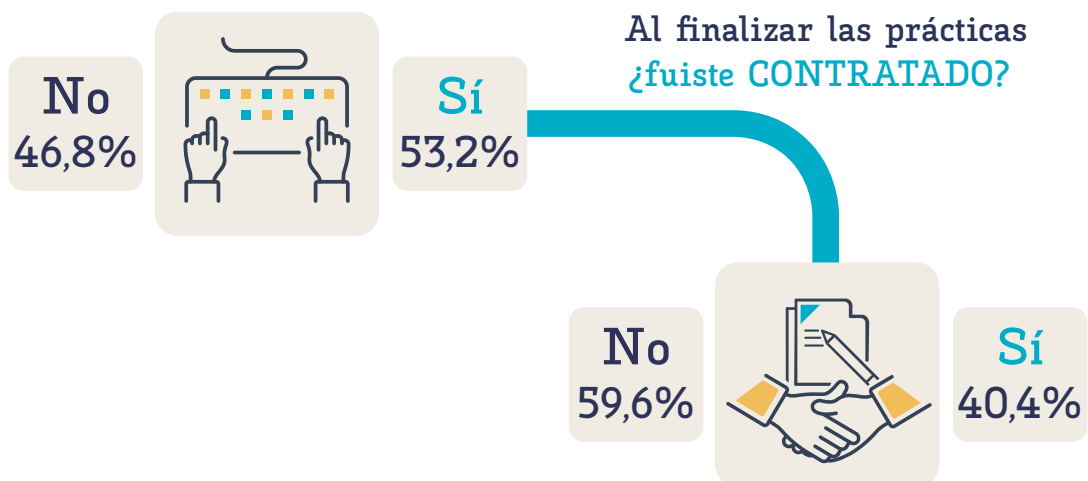 No
46,8%
Sí
53,2%
Al finalizar las prácticas
¿fuiste CONTRATADO?
No
59,6%
Sí
40,4%